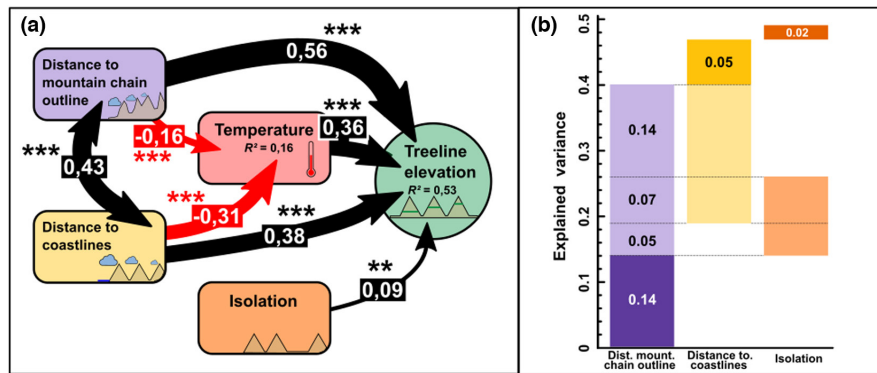 (a)
***
0,56
Distance to
mountain chain
outline
-0,16
***
Temperature
R² = 0,16
***
0,36
Treeline
elevation
R² = 0,53
***
0,43
***
-0,31
***
0,38
Distance to
coastlines
Isolation
**
0,09
(b)
Explained variance
0.5
0.4
0.3
0.2
0.1
0
0.14
0.07
0.05
0.14
0.05
0.02
Dist. mount.
chain outline
Distance to.
coastlines
Isolation